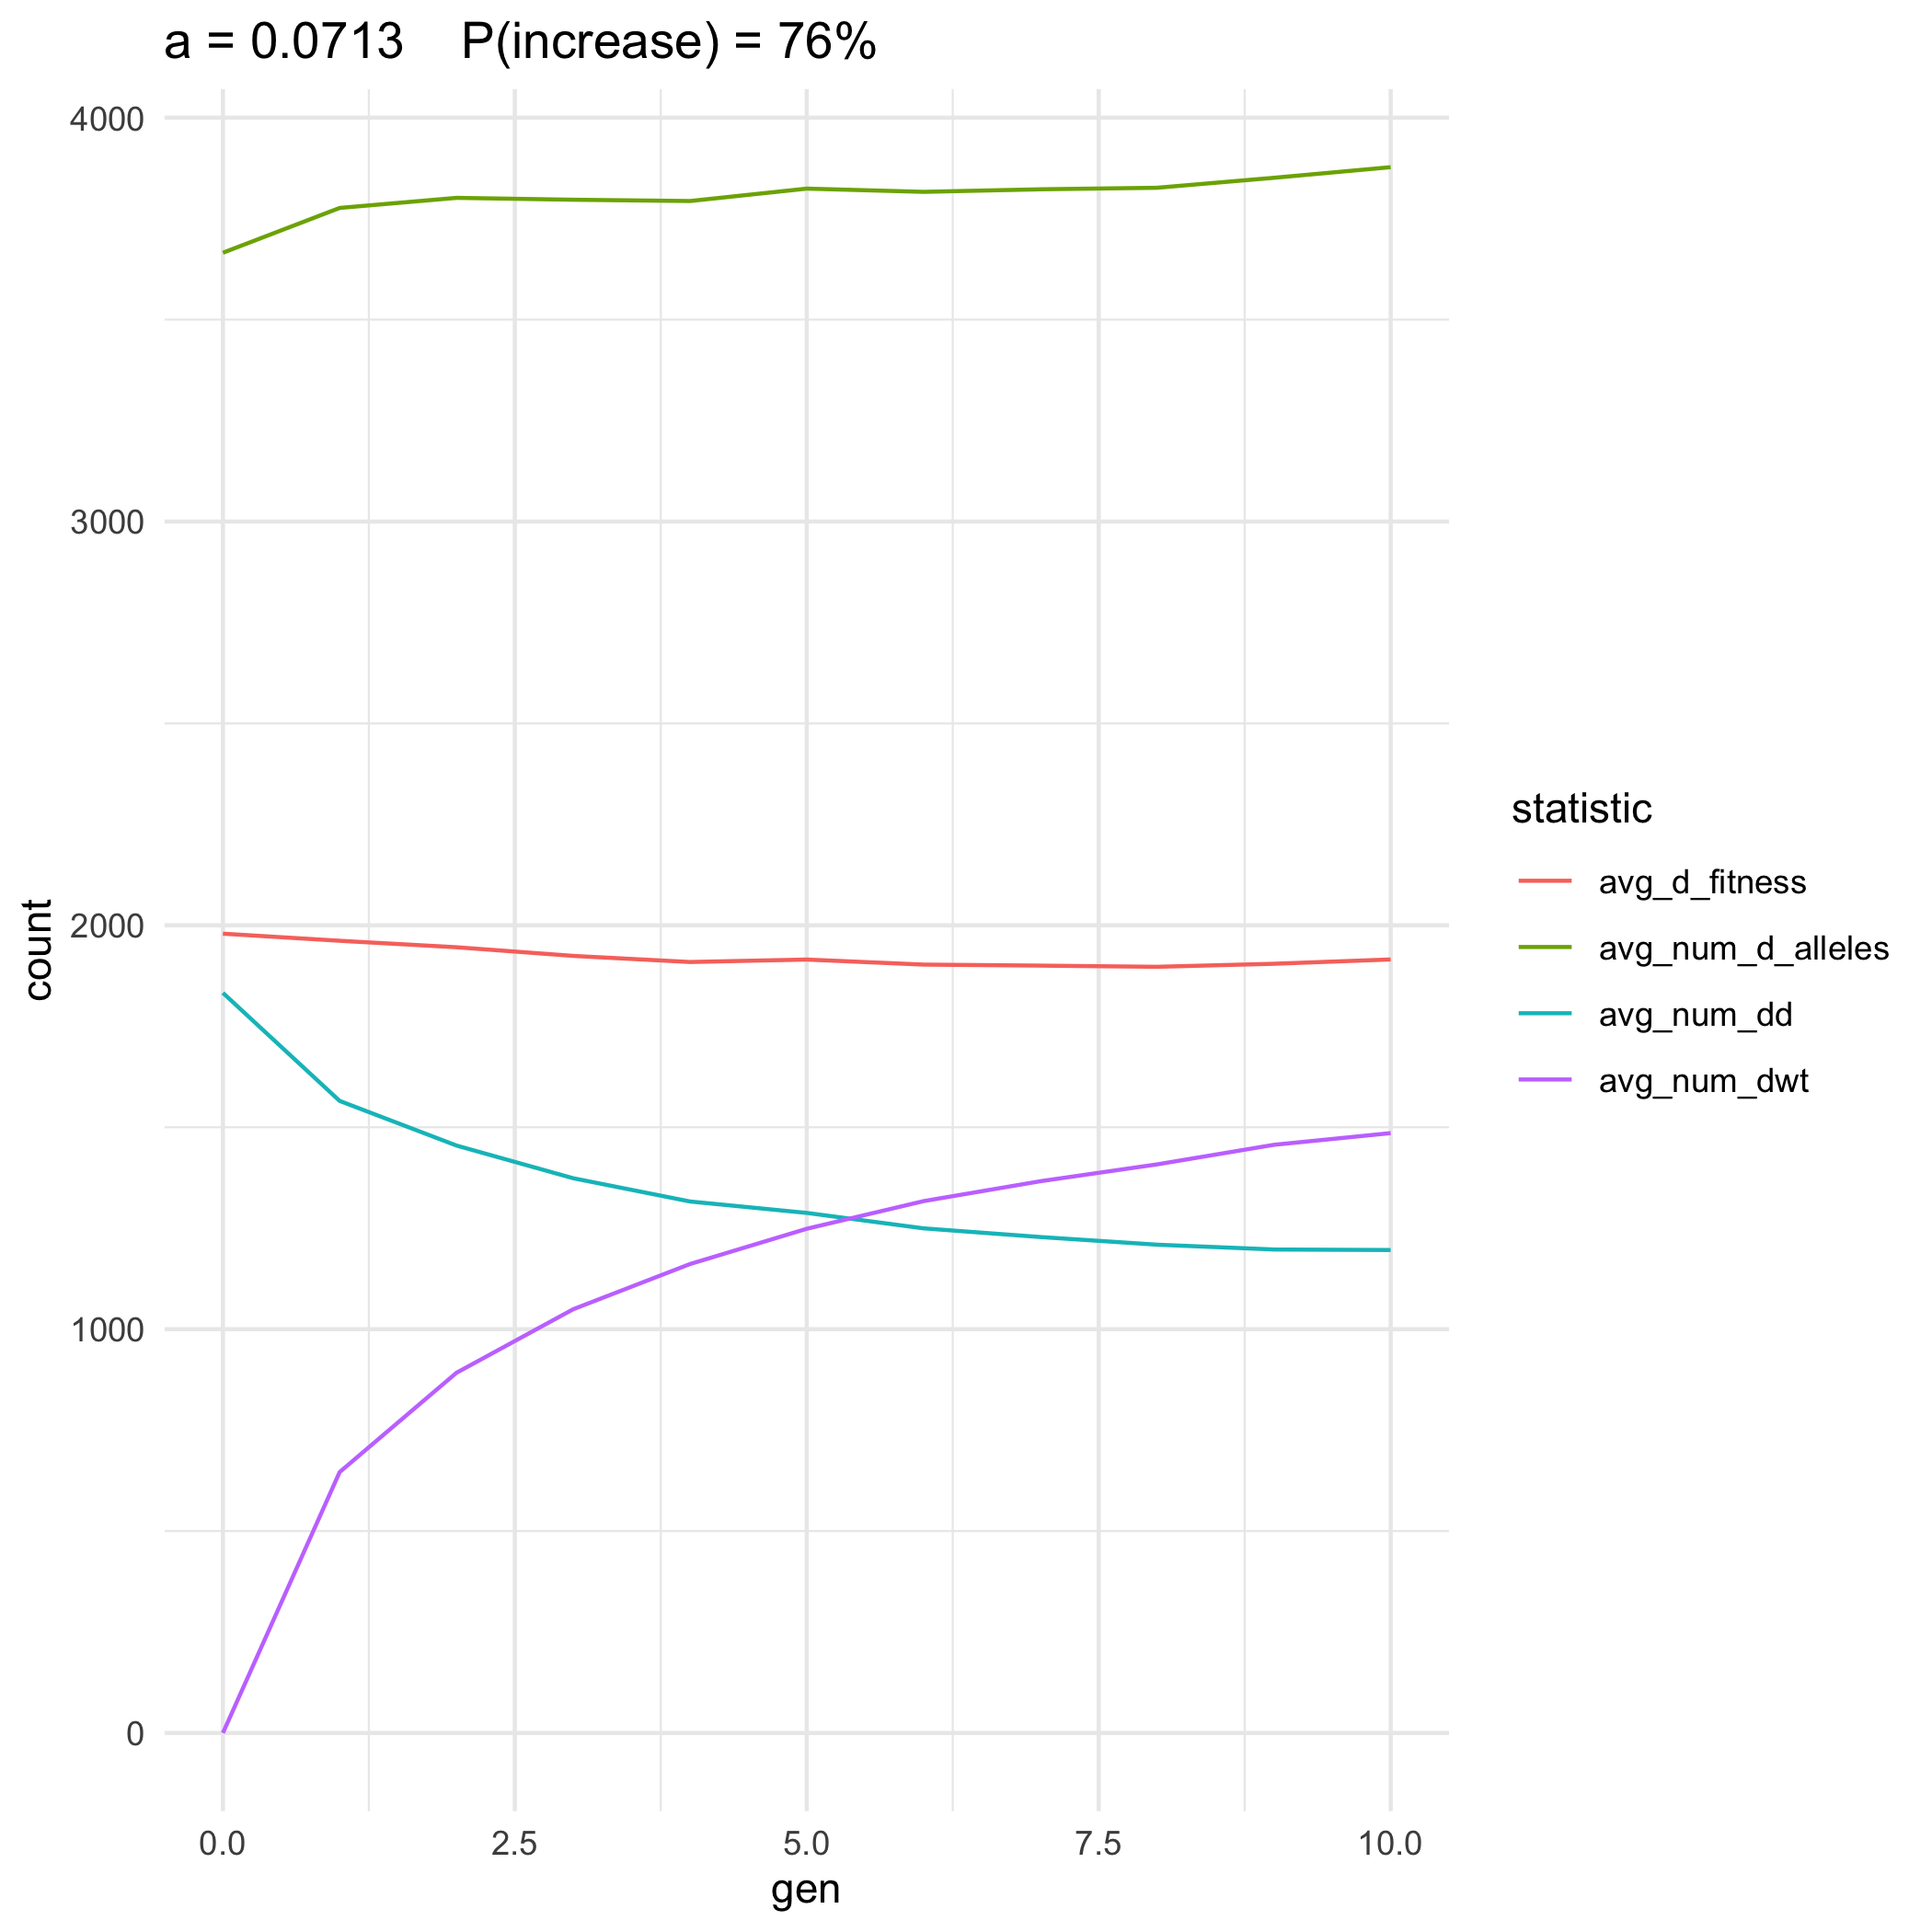 a = 0.0713    P(increase) = 76%
4000
3000
2000
1000
0
count
0.0 2.5 5.0 7.5 10.0
gen
statistic
avg_d_fitness
avg_num_d_alleles
avg_num_dd
avg_num_dwt